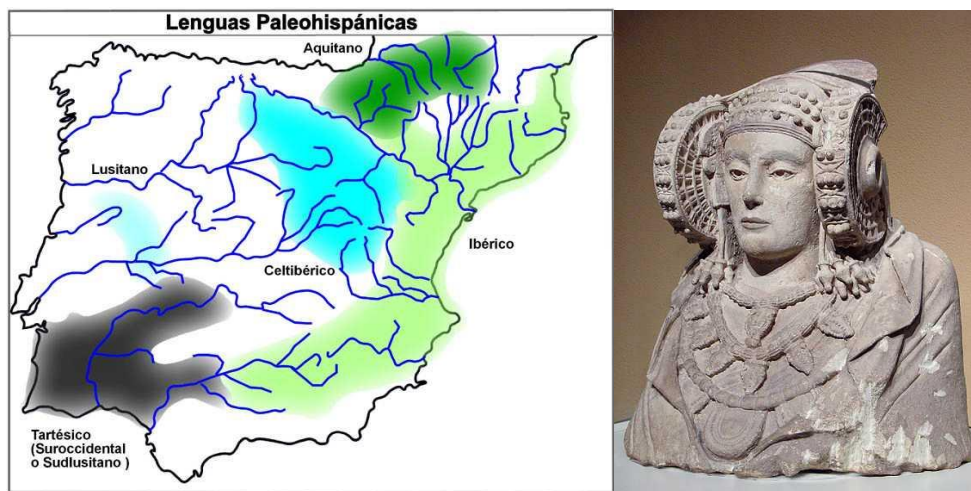 Lenguas Paleohispánicas
Aquitano
Lusitano
Ibérico
Celtibérico
Tartésico
(Suroccidental
o Sudlusitano )